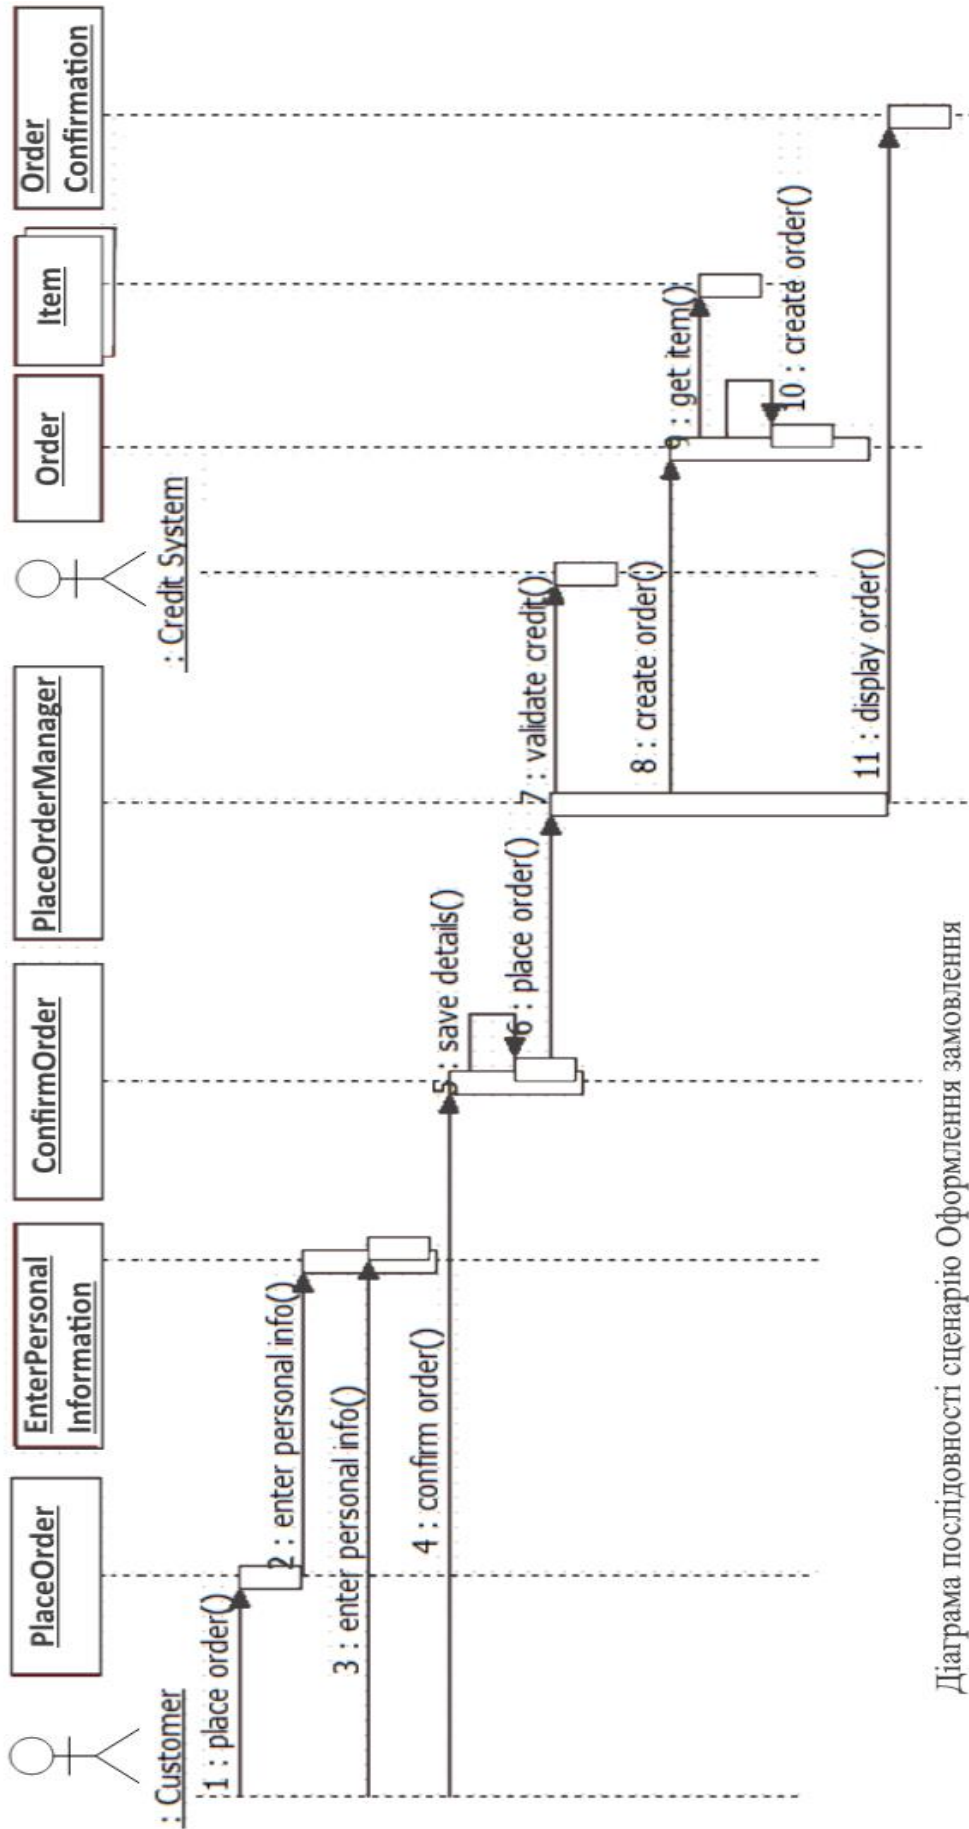 : Customer
PlaceOrder
EnterPersonal
Information
ConfirmOrder
PlaceOrderManager
: Credit System
Order
Item
Order
Confirmation
1 : place order()
2 : enter personal info()
3 : enter personal info()
4 : confirm order()
5 : save details()
6 : place order()
7 : validate credit()
8 : create order()
9 : get item()
10 : create order()
11 : display order()
Діаграма послідовності сценарію Оформлення замовлення